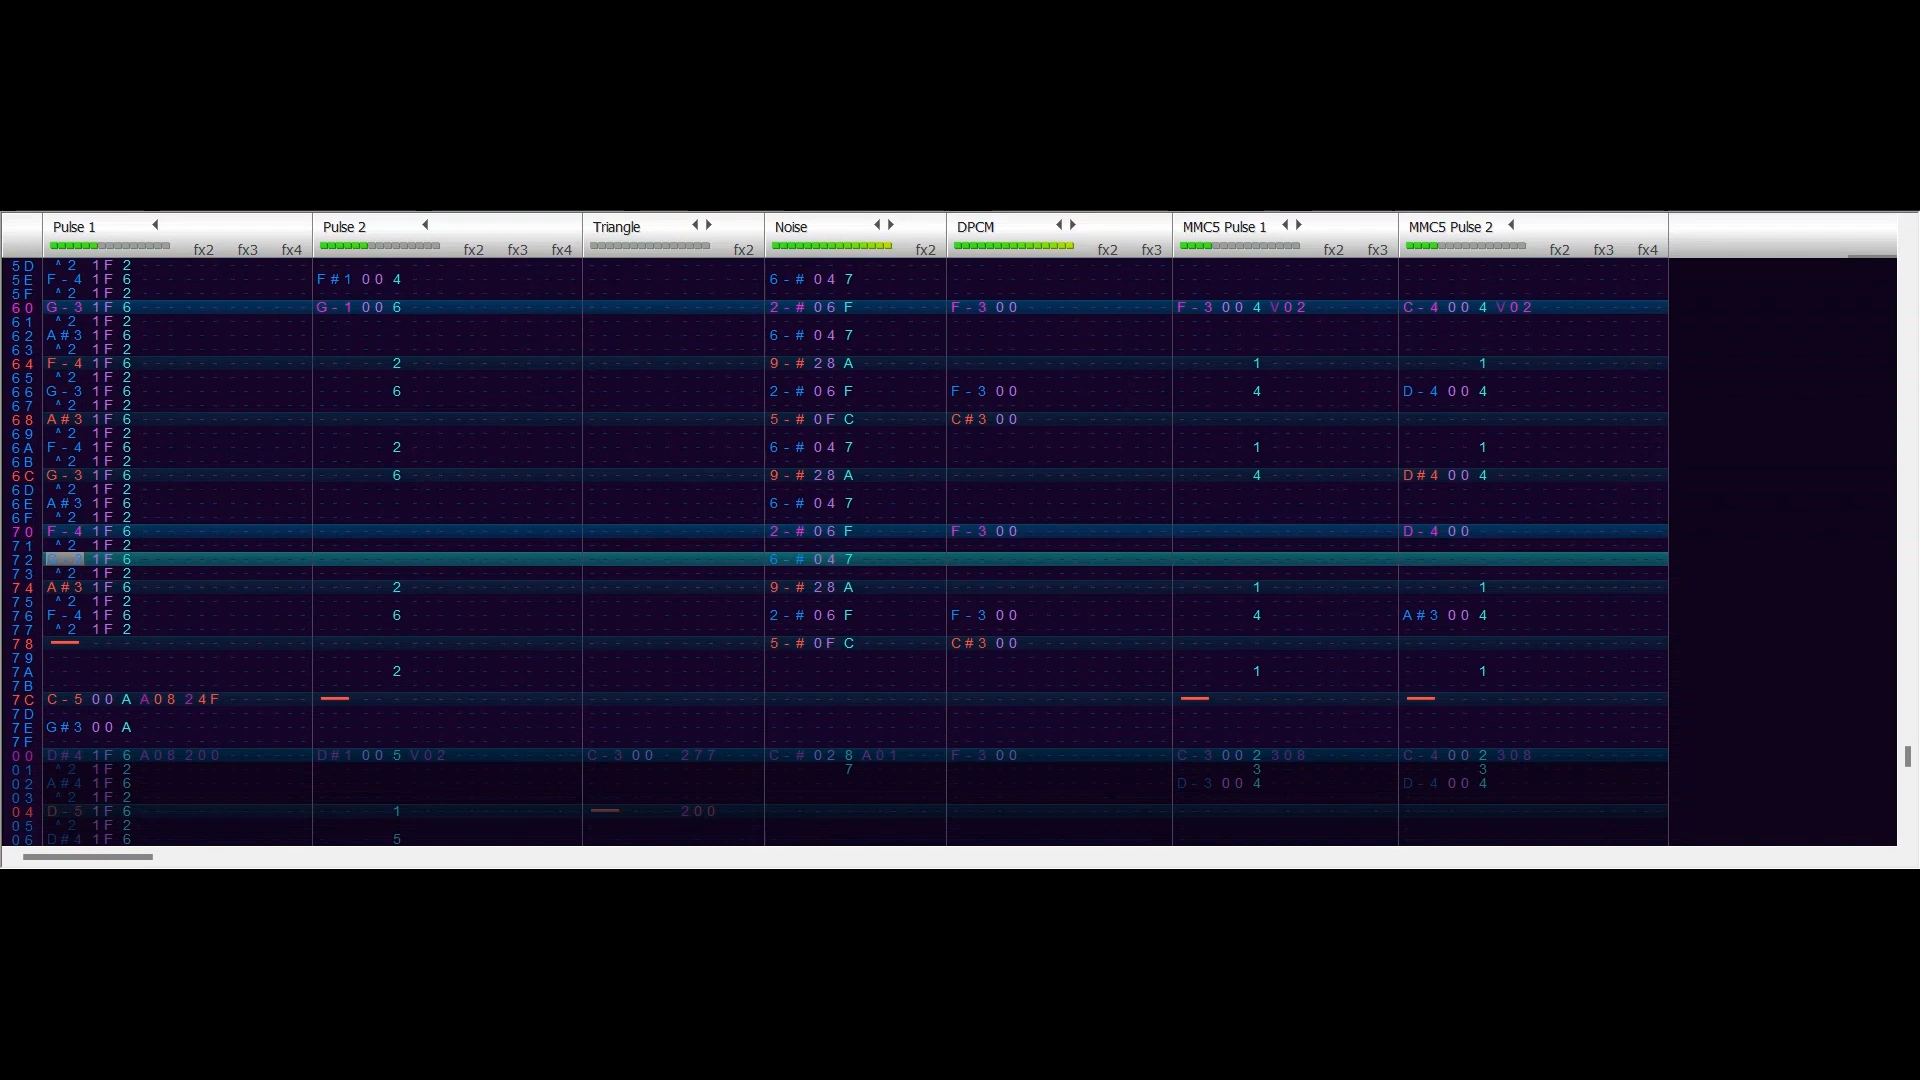 Pulse 1 Pulse 2 Triangle Noise DPCM MMC5 Pulse 1 MMC5 Pulse 2
fx2 fx3 fx4 fx2 fx3 fx4 fx2 fx2 fx2 fx3 fx2 fx3 fx2 fx3 fx4
5D ^2 1F 2
5E F-4 1F 6 F#1 00 4 6-# 04 7
5F ^2 1F 2
60 G-3 1F 6 G-1 00 6 2-# 06 F F-3 00 F-3 00 4 V02 C-4 00 4 V02
61 ^2 1F 2
62 A#3 1F 6 6-# 04 7
63 ^2 1F 2
64 F-4 1F 6 2 9-# 28 A 1 1
65 ^2 1F 2
66 G-3 1F 6 6 2-# 06 F F-3 00 4 D-4 00 4
67 ^2 1F 2
68 A#3 1F 6 5-# 0F C C#3 00
69 ^2 1F 2
6A F-4 1F 6 2 6-# 04 7 1 1
6B ^2 1F 2
6C G-3 1F 6 6 9-# 28 A 4 D#4 00 4
6D ^2 1F 2
6E A#3 1F 6 6-# 04 7
6F ^2 1F 2
70 F-4 1F 6 2-# 06 F F-3 00 D-4 00
71 ^2 1F 2
72 1F 6 6-# 04 7
73 ^2 1F 2
74 A#3 1F 6 2 9-# 28 A 1 1
75 ^2 1F 2
76 F-4 1F 6 6 2-# 06 F F-3 00 4 A#3 00 4
77 ^2 1F 2
78 5-# 0F C C#3 00
79
7A 2 1 1
7B
7C C-5 00 A A08 24F
7D
7E G#3 00 A
7F
00 D#4 1F 6 A08 200 D#1 00 5 V02 C-3 00 277 C-# 02 8 A01 F-3 00 C-3 00 2 308 C-4 00 2 308
01 ^2 1F 2 7 3 3
02 A#4 1F 6 D-3 00 4 D-4 00 4
03 ^2 1F 2
04 D-5 1F 6 1 200
05 ^2 1F 2
06 D#4 1F 6 5